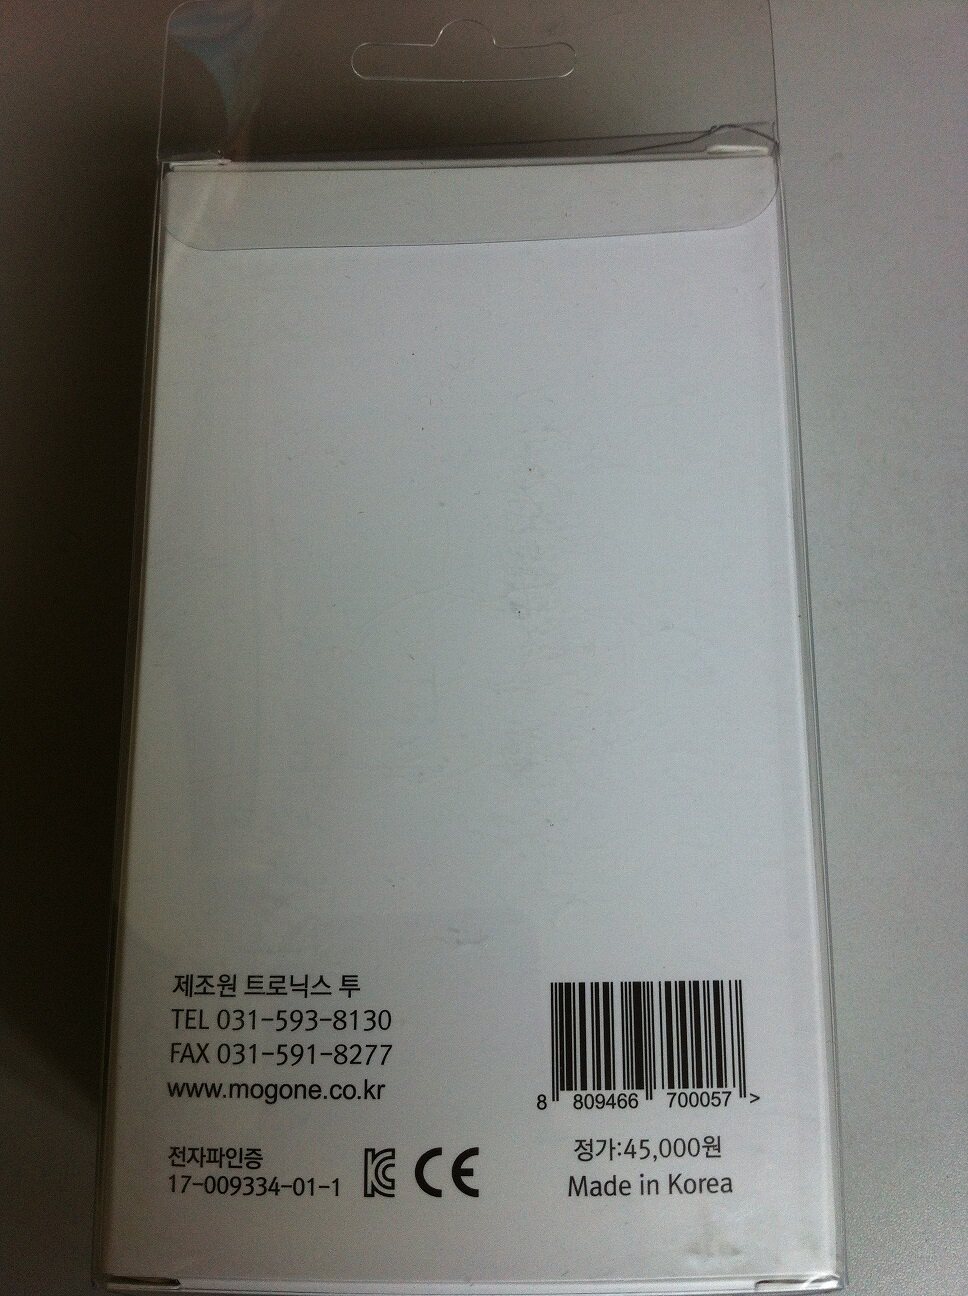 제조원 트로닉스 투
TEL 031-593-8130
FAX 031-591-8277
www.mogone.co.kr
8 809466 700057 >
전자파인증
17-009334-01-1
KC CE
정가:45,000원
Made in Korea